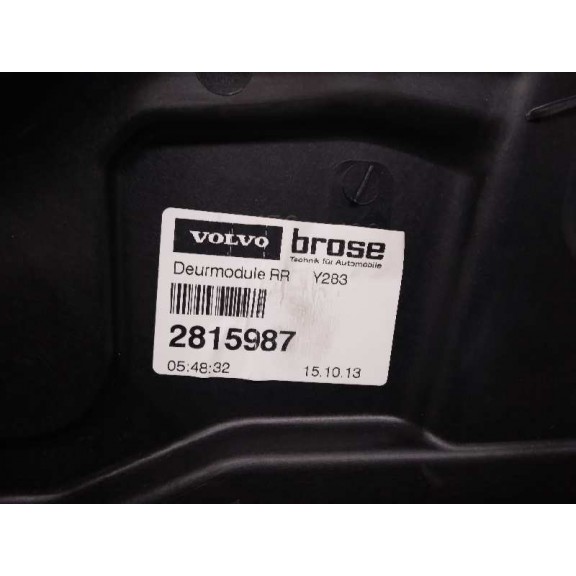 VOLVO brose
Technik für Automobile
Deurmodule RR Y283
2815987
05:48:32 15.10.13